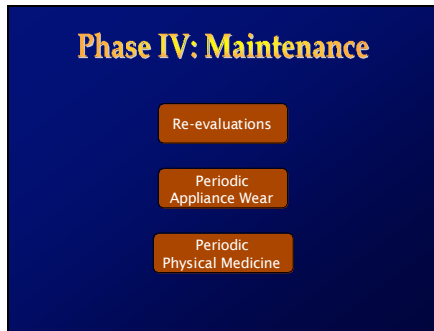 Phase IV: Maintenance
Re-evaluations
Periodic
Appliance Wear
Periodic
Physical Medicine